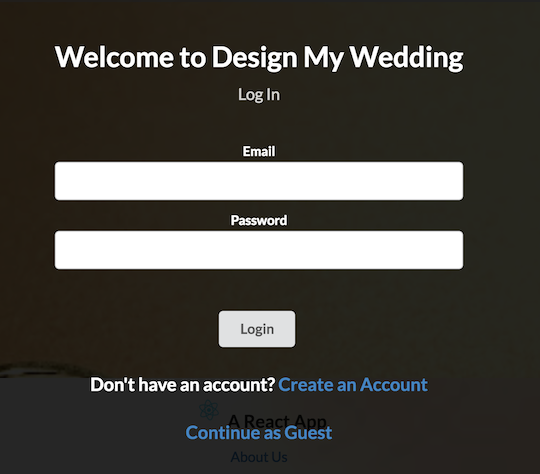 Welcome to Design My Wedding
Log In
Email
Password
Login
Don't have an account? Create an Account
A React App
Continue as Guest
About Us